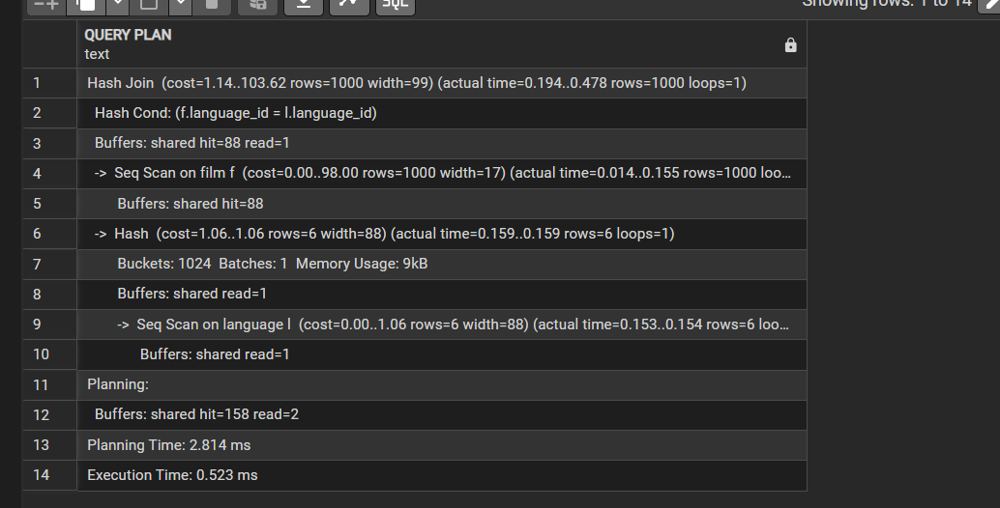 SQL
Showing rows: 1 to 14
QUERY PLAN
text
1 Hash Join (cost=1.14..103.62 rows=1000 width=99) (actual time=0.194..0.478 rows=1000 loops=1)
2 Hash Cond: (f.language_id = l.language_id)
3 Buffers: shared hit=88 read=1
4 -> Seq Scan on film f (cost=0.00..98.00 rows=1000 width=17) (actual time=0.014..0.155 rows=1000 loo...
5 Buffers: shared hit=88
6 -> Hash (cost=1.06..1.06 rows=6 width=88) (actual time=0.159..0.159 rows=6 loops=1)
7 Buckets: 1024 Batches: 1 Memory Usage: 9kB
8 Buffers: shared read=1
9 -> Seq Scan on language l (cost=0.00..1.06 rows=6 width=88) (actual time=0.153..0.154 rows=6 loo...
10 Buffers: shared read=1
11 Planning:
12 Buffers: shared hit=158 read=2
13 Planning Time: 2.814 ms
14 Execution Time: 0.523 ms